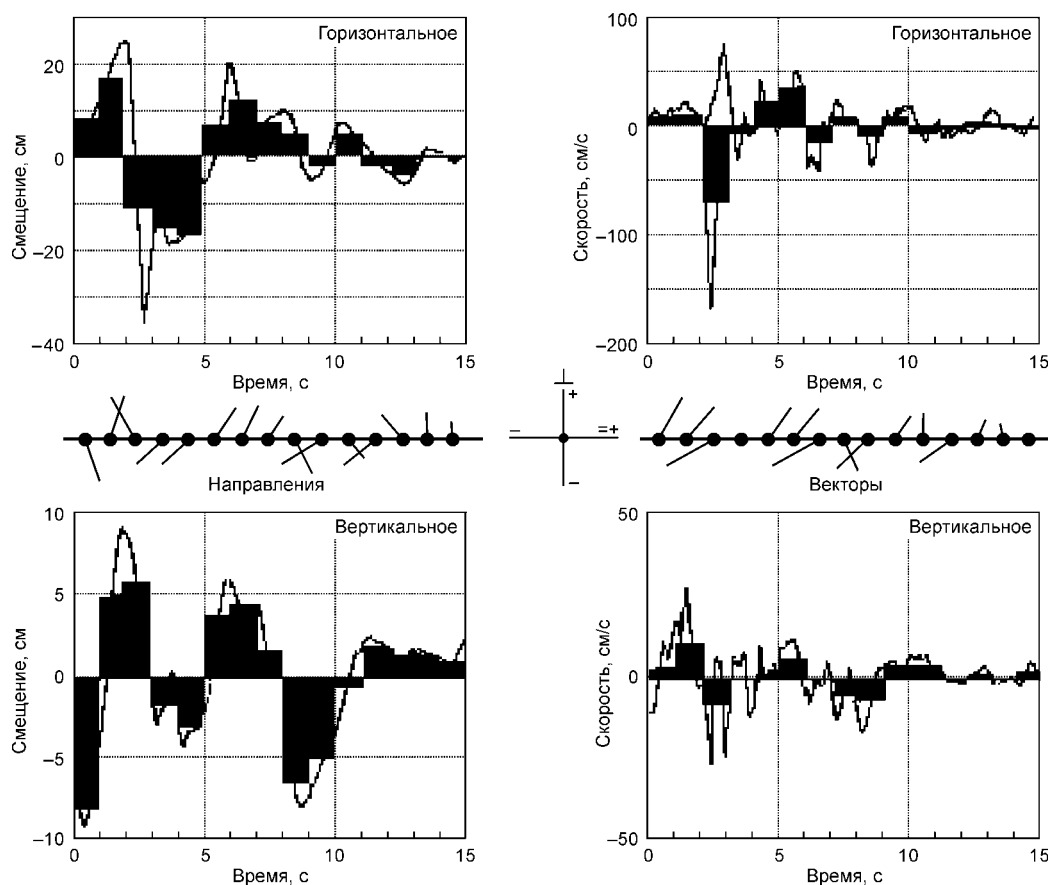 Горизонтальное
20
0
–20
–40
Смещение, см
0 5 10 15
Время, с
Горизонтальное
100
0
–100
–200
Скорость, см/с
0 5 10 15
Время, с
Направления
+
– =+
–
Векторы
Вертикальное
10
5
0
–5
–10
Смещение, см
0 5 10 15
Время, с
Вертикальное
50
0
–50
Скорость, см/с
0 5 10 15
Время, с